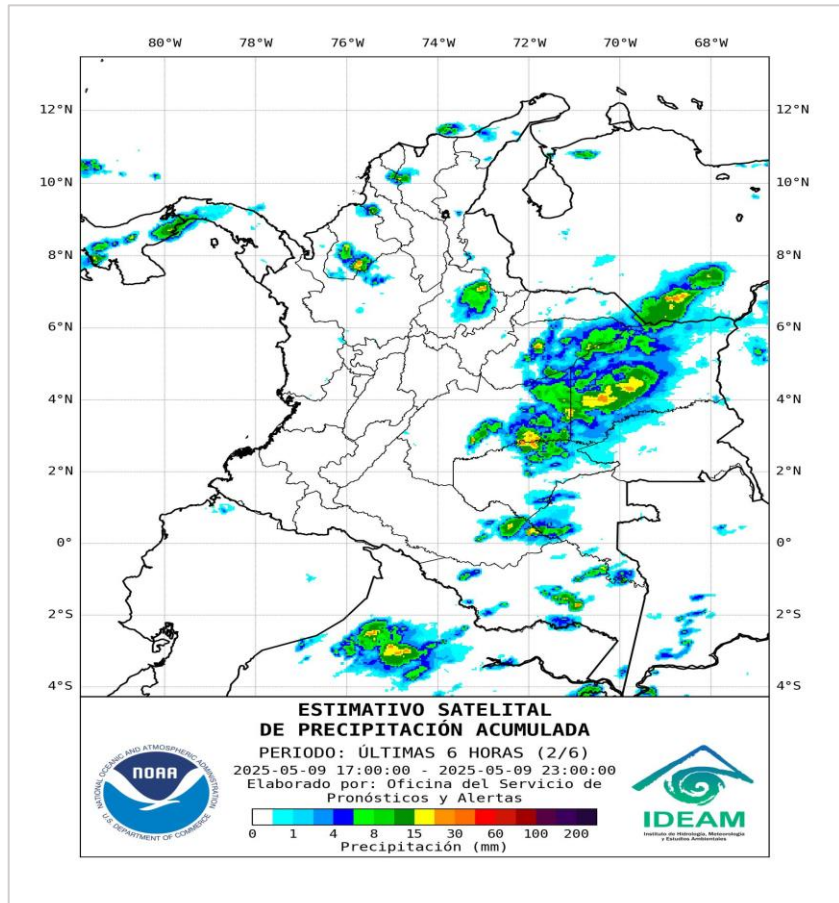 80°W 78°W 76°W 74°W 72°W 70°W 68°W
12°N 12°N
10°N 10°N
8°N 8°N
6°N 6°N
4°N 4°N
2°N 2°N
0° 0°
2°S 2°S
4°S 4°S
ESTIMATIVO SATELITAL
DE PRECIPITACIÓN ACUMULADA
PERIODO: ÚLTIMAS 6 HORAS (2/6)
2025-05-09 17:00:00 - 2025-05-09 23:00:00
Elaborado por: Oficina del Servicio de
Pronósticos y Alertas
0 1 4 8 15 30 60 100 200
Precipitación (mm)
NATIONAL OCEANIC AND ATMOSPHERIC ADMINISTRATION
NOAA
U.S. DEPARTMENT OF COMMERCE
IDEAM
Instituto de Hidrología, Meteorología
y Estudios Ambientales